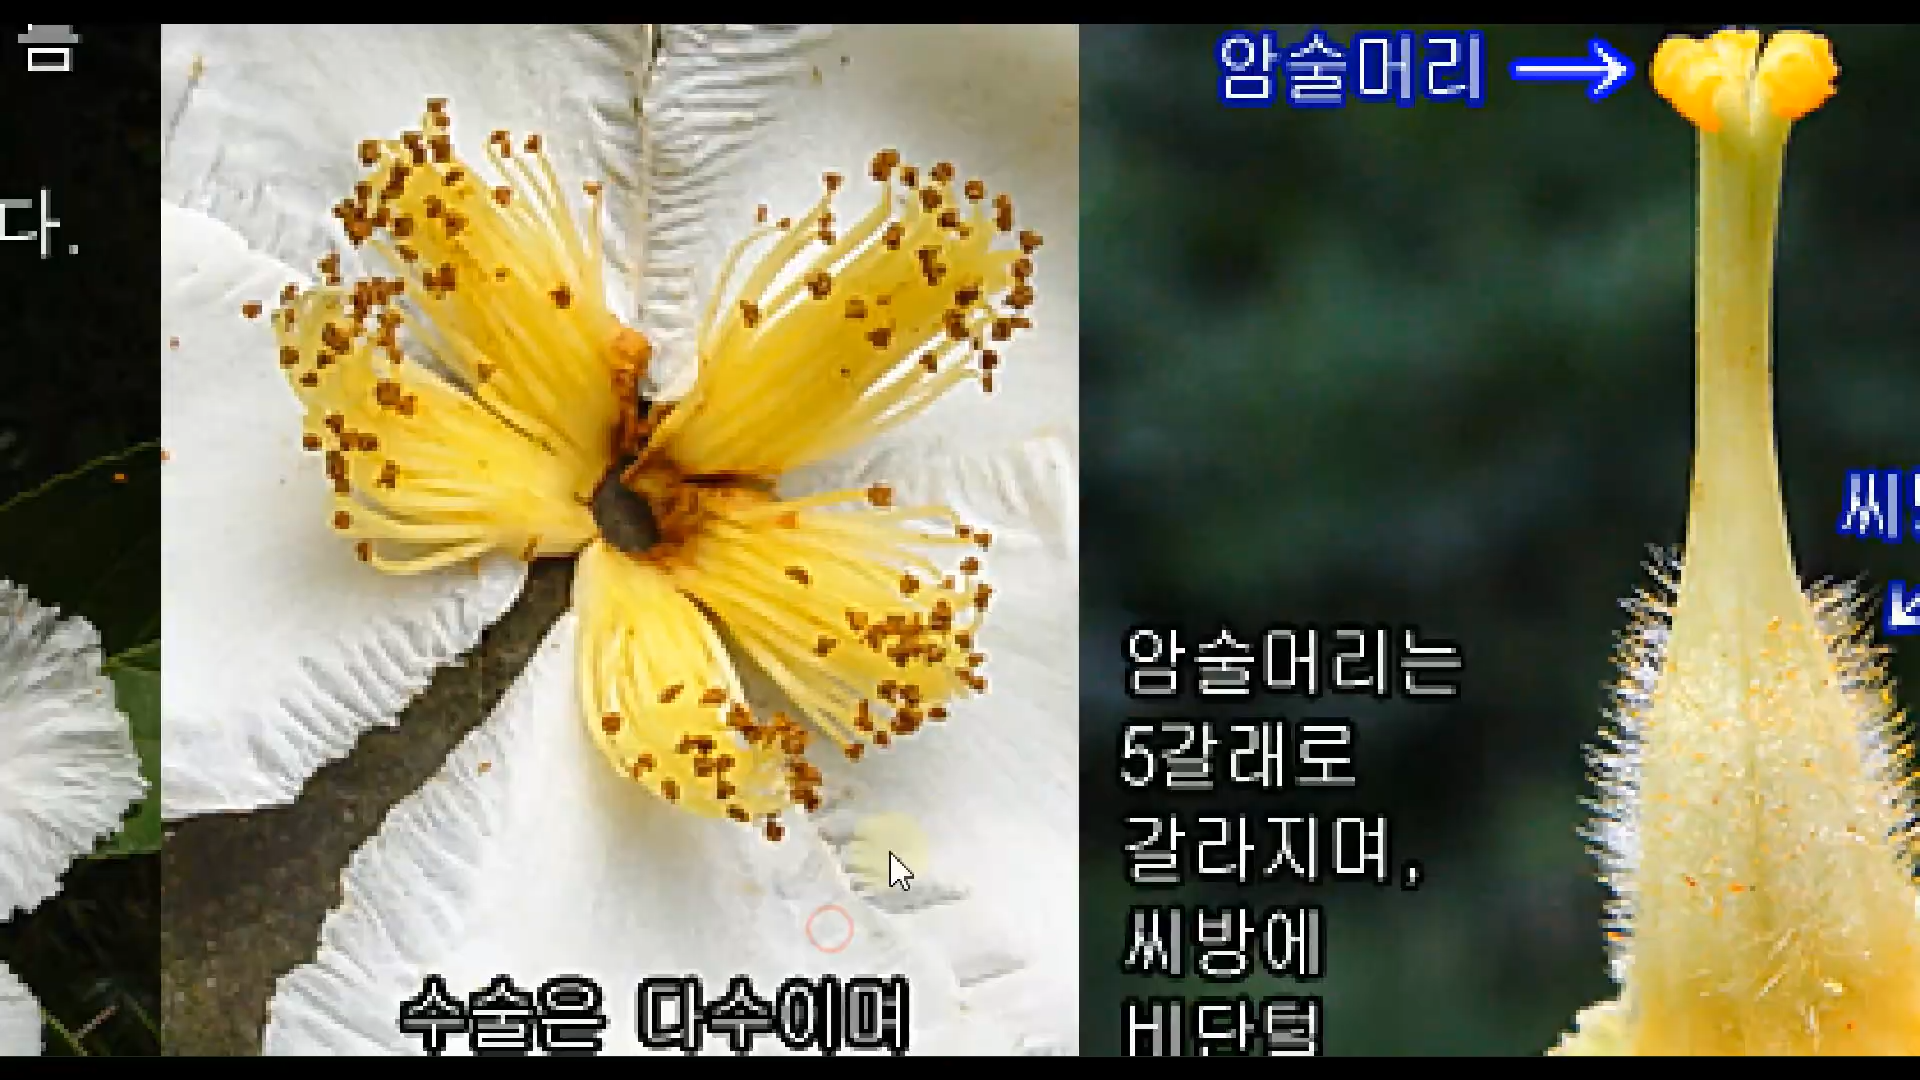 음
다.
수술은 다수이며
암술머리 →
암술머리는
5갈래로
갈라지며,
씨방에
비단털